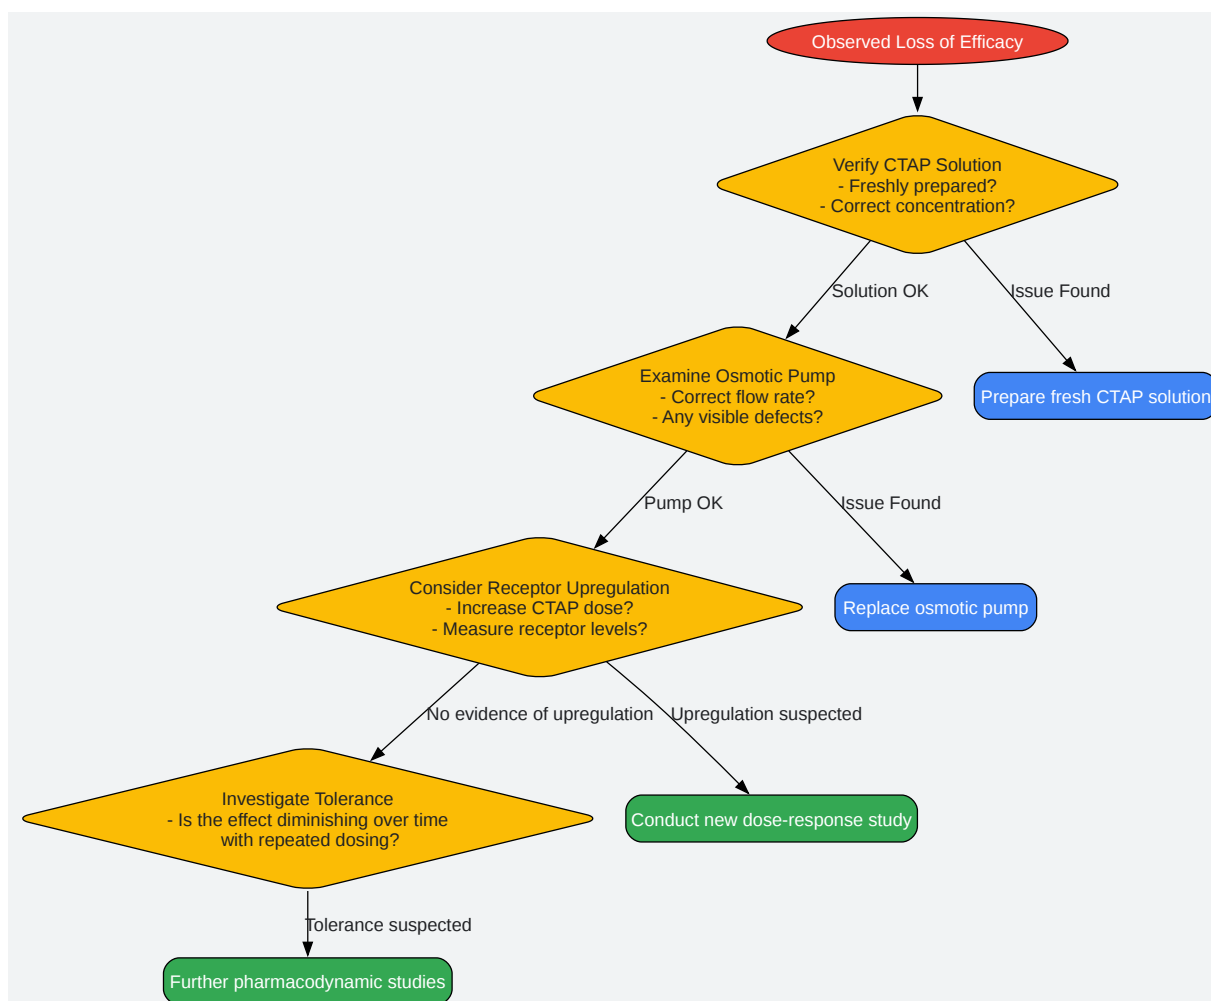 Observed Loss of Efficacy
Verify CTAP Solution
- Freshly prepared?
- Correct concentration?
Solution OK
Issue Found
Examine Osmotic Pump
- Correct flow rate?
- Any visible defects?
Prepare fresh CTAP solution
Pump OK
Issue Found
Consider Receptor Upregulation
- Increase CTAP dose?
- Measure receptor levels?
Replace osmotic pump
No evidence of upregulation
Upregulation suspected
Investigate Tolerance
- Is the effect diminishing over time
with repeated dosing?
Conduct new dose-response study
Tolerance suspected
Further pharmacodynamic studies